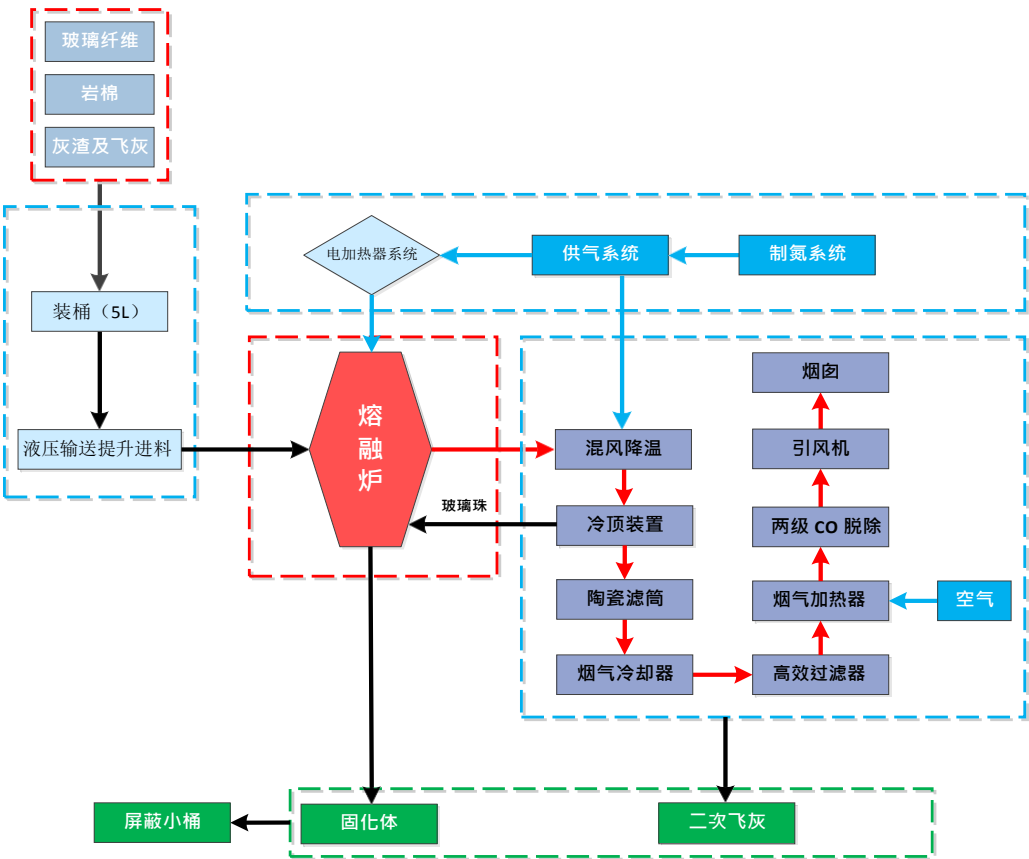 玻璃纤维
岩棉
灰渣及飞灰
装桶（5L）
液压输送提升进料
电加热器系统
供气系统
制氮系统
熔
融
炉
玻璃珠
混风降温
冷顶装置
陶瓷滤筒
烟气冷却器
烟囱
引风机
两级 CO 脱除
烟气加热器
高效过滤器
空气
屏蔽小桶
固化体
二次飞灰